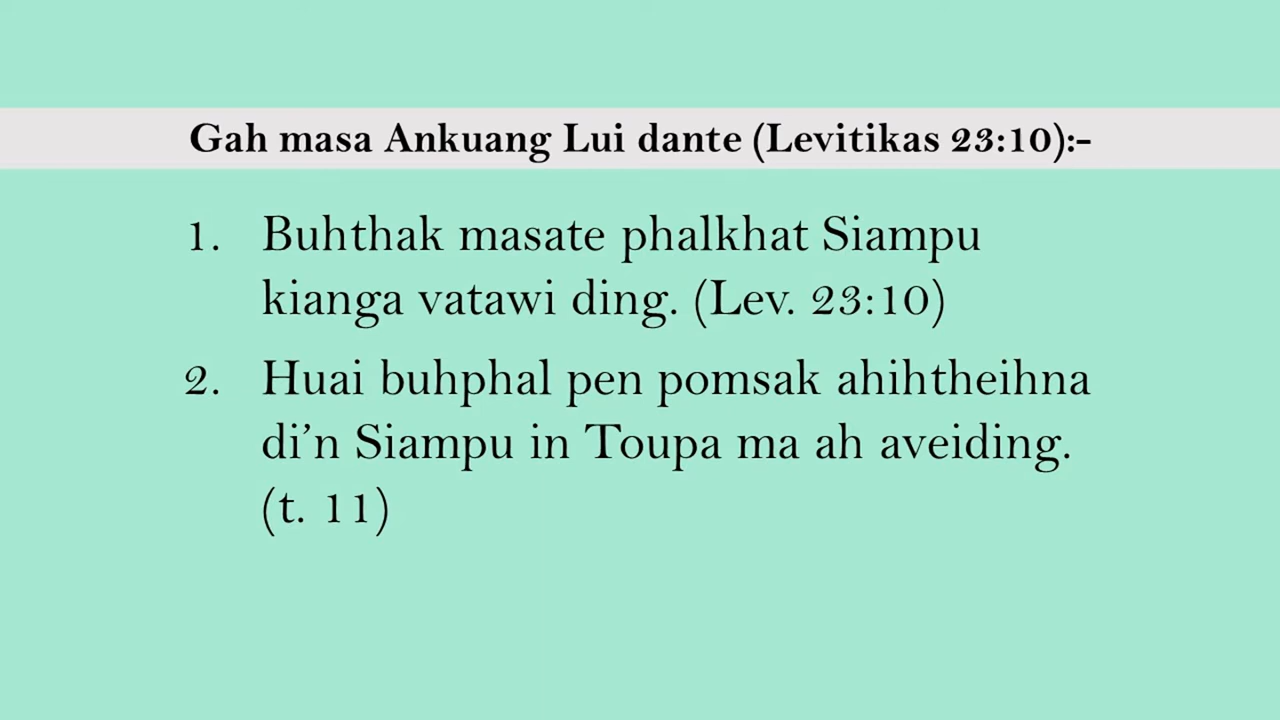 Gah masa Ankuang Lui dante (Levitikas 23:10):-
1. Buhthak masate phalkhat Siampu
kianga vatawi ding. (Lev. 23:10)
2. Huai buhphal pen pomsak ahihtheihna
di’n Siampu in Toupa ma ah aveiding.
(t. 11)